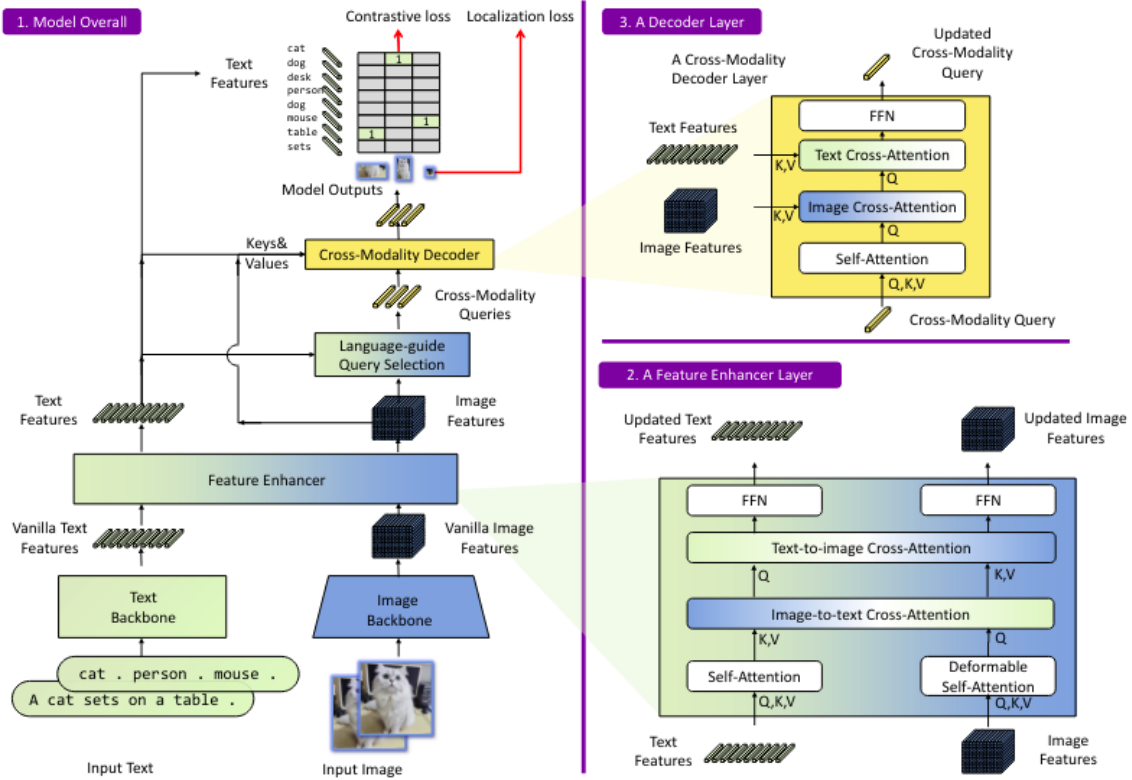 1. Model Overall
Contrastive loss
Localization loss
Text
Features
cat
dog
desk
person
dog
mouse
table
sets
1
1
1
Model Outputs
Keys&
Values
Cross-Modality Decoder
Cross-Modality
Queries
Language-guide
Query Selection
Text
Features
Image
Features
Feature Enhancer
Vanilla Text
Features
Vanilla Image
Features
Text
Backbone
Image
Backbone
cat . person . mouse .
A cat sets on a table .
Input Text
Input Image
3. A Decoder Layer
A Cross-Modality
Decoder Layer
Updated
Cross-Modality
Query
FFN
Text Features
Text Cross-Attention
K,V
Q
Image Cross-Attention
K,V
Q
Image Features
Self-Attention
Q,K,V
Cross-Modality Query
2. A Feature Enhancer Layer
Updated Text
Features
Updated Image
Features
FFN
FFN
Text-to-image Cross-Attention
Q
K,V
Image-to-text Cross-Attention
K,V
Q
Self-Attention
Deformable
Self-Attention
Q,K,V
Q,K,V
Text
Features
Image
Features